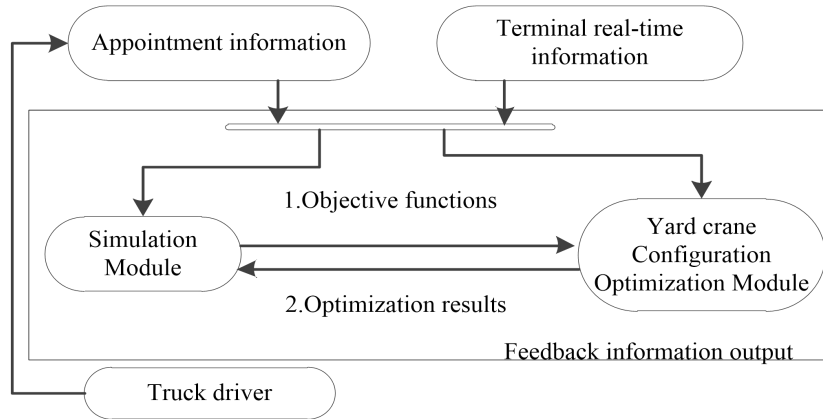 Appointment information
Terminal real-time
information
1.Objective functions
Simulation
Module
Yard crane
Configuration
Optimization Module
2.Optimization results
Feedback information output
Truck driver